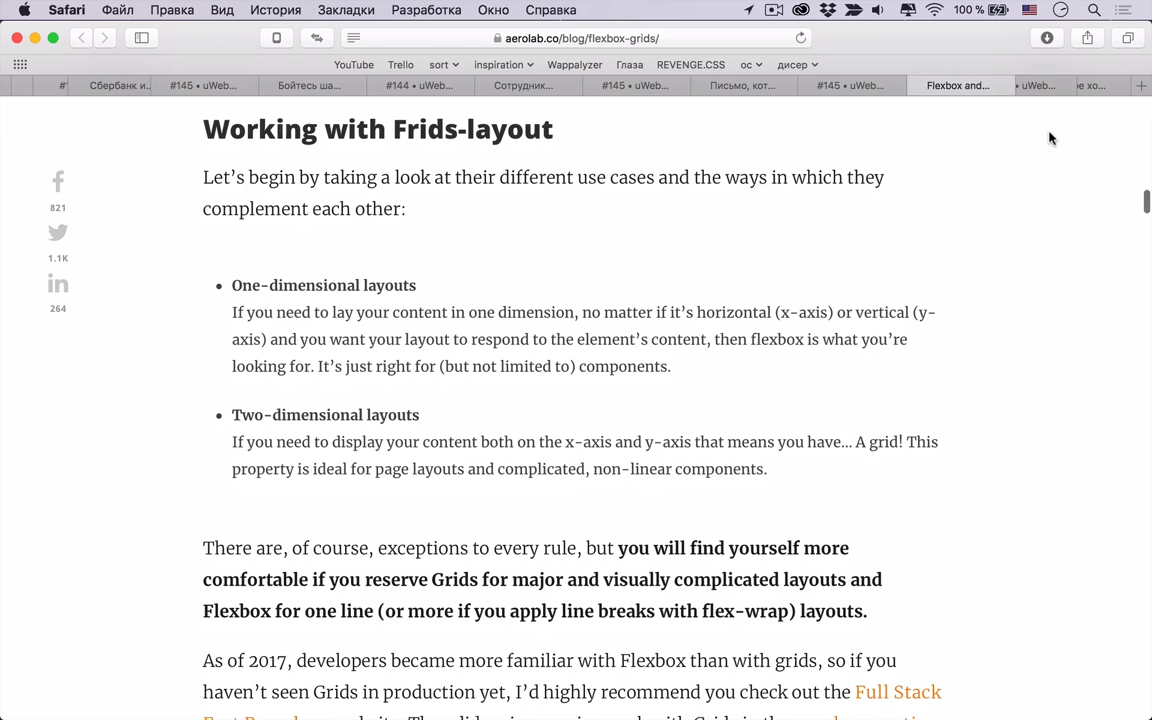 Safari Файл Правка Вид История Закладки Разработка Окно Справка 100 %
aerolab.co/blog/flexbox-grids/
YouTube Trello sort inspiration Wappalyzer Глаза REVENGE.CSS ос дисер
Сбербанк и... #145 • uWeb... Бойтесь ша... #144 • uWeb... Сотрудник... #145 • uWeb... Письмо, кот... #145 • uWeb... Flexbox and... • uWeb...
Working with Frids-layout
Let’s begin by taking a look at their different use cases and the ways in which they
complement each other:
821
1.1K
264
• One-dimensional layouts
If you need to lay your content in one dimension, no matter if it’s horizontal (x-axis) or vertical (y-
axis) and you want your layout to respond to the element’s content, then flexbox is what you’re
looking for. It’s just right for (but not limited to) components.
• Two-dimensional layouts
If you need to display your content both on the x-axis and y-axis that means you have... A grid! This
property is ideal for page layouts and complicated, non-linear components.
There are, of course, exceptions to every rule, but you will find yourself more
comfortable if you reserve Grids for major and visually complicated layouts and
Flexbox for one line (or more if you apply line breaks with flex-wrap) layouts.
As of 2017, developers became more familiar with Flexbox than with grids, so if you
haven’t seen Grids in production yet, I’d highly recommend you check out the Full Stack